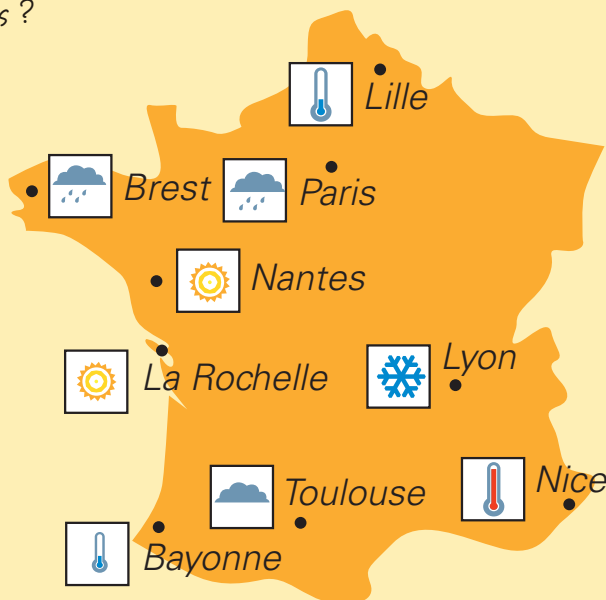 ?
Lille
Brest
Paris
Nantes
La Rochelle
Lyon
Toulouse
Nice
Bayonne